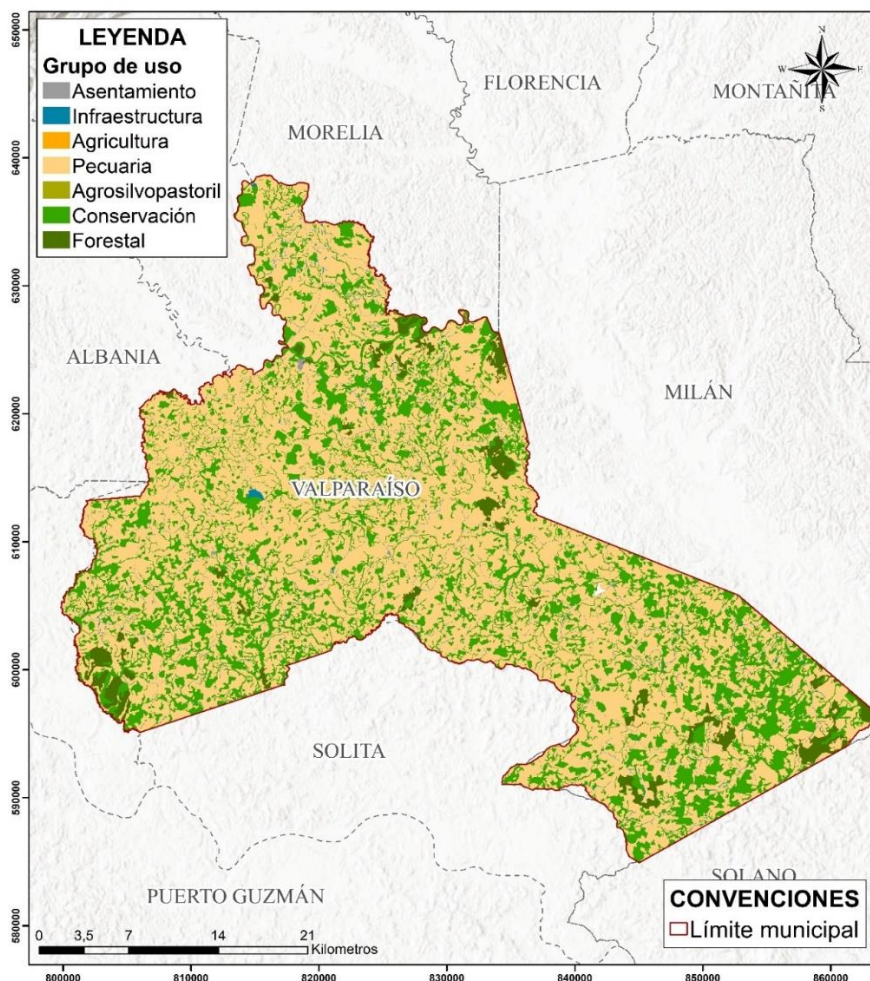 LEYENDA
Grupo de uso
Asentamiento
Infraestructura
Agricultura
Pecuaria
Agrosilvopastoril
Conservación
Forestal
N
W E
S
FLORENCIA
MONTAÑITA
MORELIA
ALBANIA
MILÁN
VALPARAÍSO
SOLITA
SOLANO
PUERTO GUZMÁN
CONVENCIONES
Límite municipal
0 3,5 7 14 21
Kilometros
650000
640000
630000
620000
610000
600000
590000
580000
800000 810000 820000 830000 840000 850000 860000